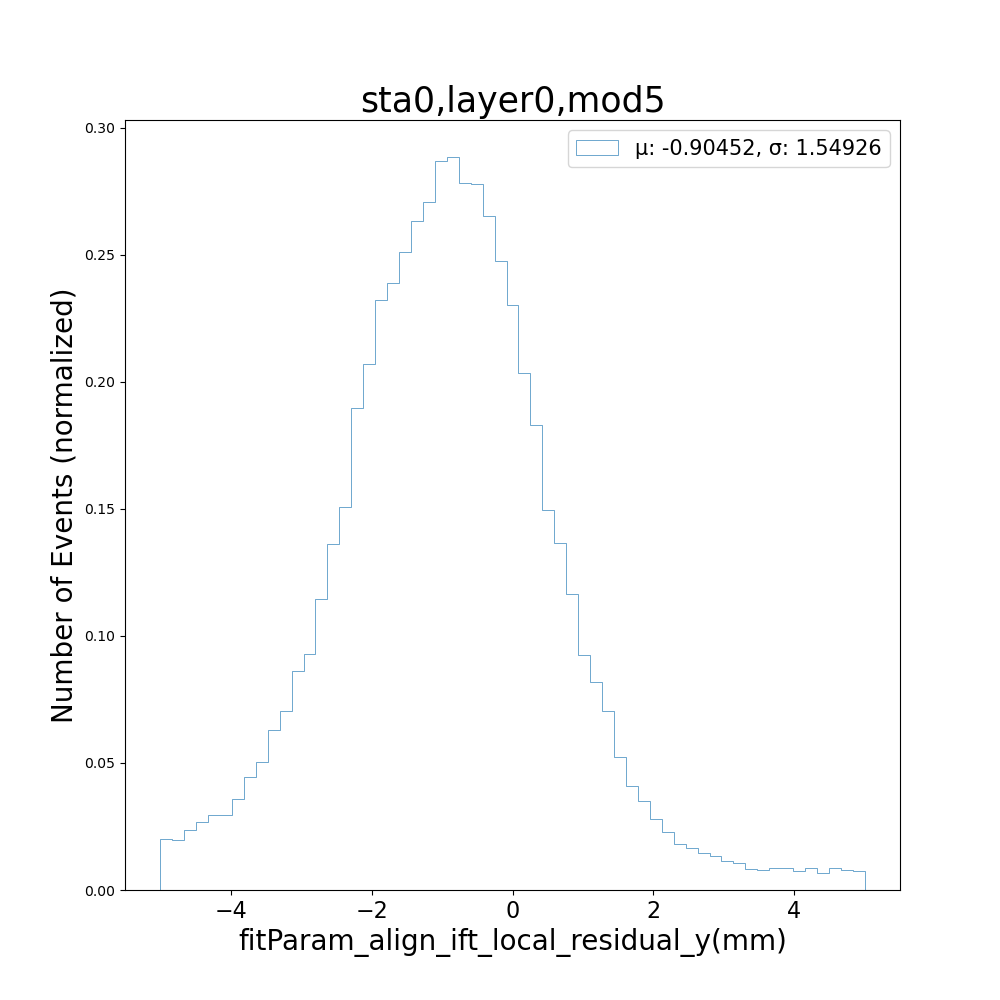 sta0,layer0,mod5
μ: -0.90452, σ: 1.54926
Number of Events (normalized)
0.30
0.25
0.20
0.15
0.10
0.05
0.00
−4 −2 0 2 4
fitParam_align_ift_local_residual_y(mm)